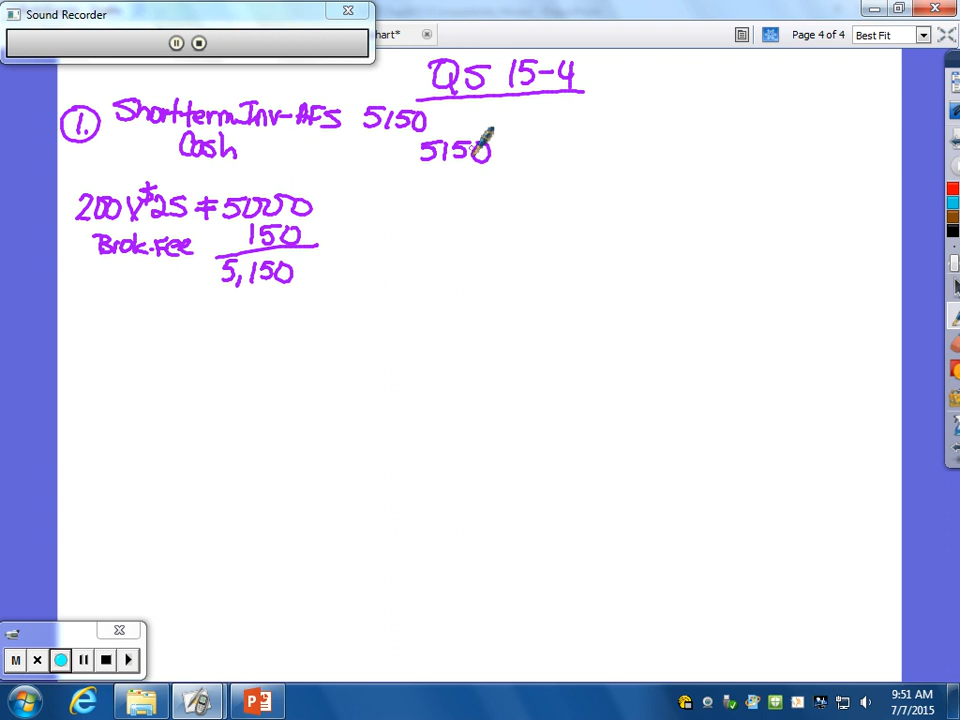 Sound Recorder
hart*
Page 4 of 4
Best Fit
QS 15-4
1. Short-term Inv-AFS 5150
Cash 5150
200 X $25 = 5000
Brok. Fee 150
5,150
M
9:51 AM
7/7/2015